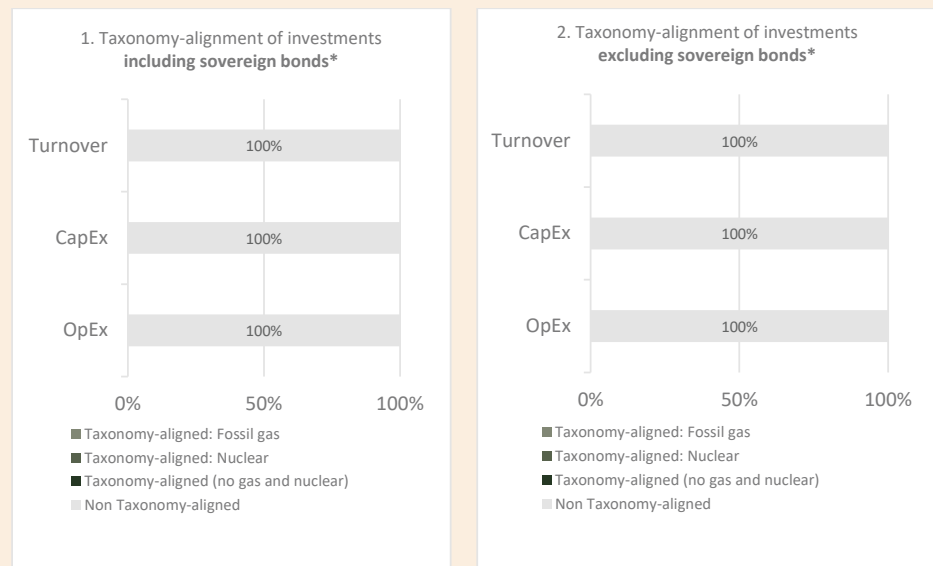 1. Taxonomy-alignment of investments
including sovereign bonds*
Turnover
100%
CapEx
100%
OpEx
100%
0%
50%
100%
Taxonomy-aligned: Fossil gas
Taxonomy-aligned: Nuclear
Taxonomy-aligned (no gas and nuclear)
Non Taxonomy-aligned
2. Taxonomy-alignment of investments
excluding sovereign bonds*
Turnover
100%
CapEx
100%
OpEx
100%
0%
50%
100%
Taxonomy-aligned: Fossil gas
Taxonomy-aligned: Nuclear
Taxonomy-aligned (no gas and nuclear)
Non Taxonomy-aligned